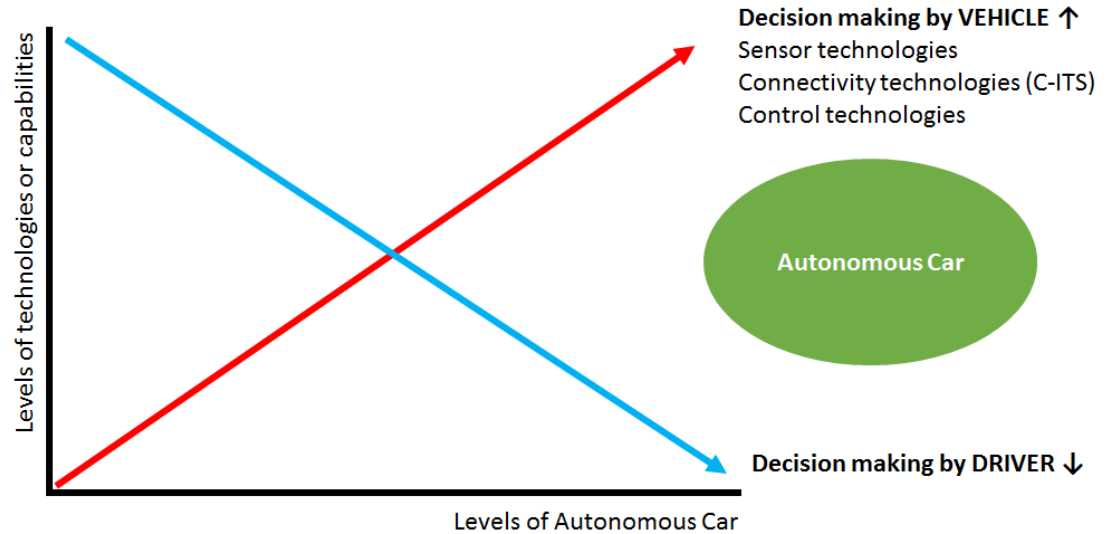 Decision making by VEHICLE ↑
Sensor technologies
Connectivity technologies (C-ITS)
Control technologies
Levels of technologies or capabilities
Autonomous Car
Decision making by DRIVER ↓
Levels of Autonomous Car